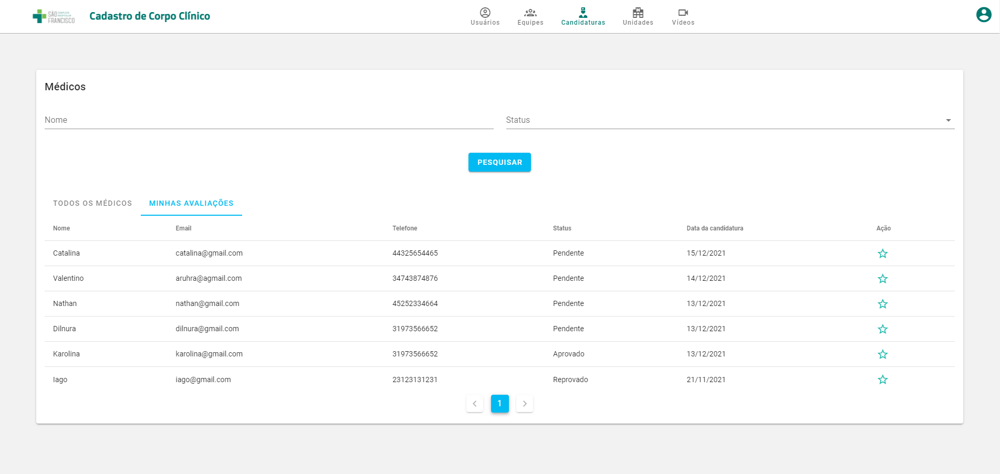 SÃO FRANCISCO
COMPLEXO HOSPITALAR
Cadastro de Corpo Clínico
Usuários
Equipes
Candidaturas
Unidades
Vídeos
Médicos
Nome
Status
PESQUISAR
TODOS OS MÉDICOS
MINHAS AVALIAÇÕES
Nome Email Telefone Status Data da candidatura Ação
Catalina catalina@gmail.com 44325654465 Pendente 15/12/2021
Valentino aruhra@agmail.com 34743874876 Pendente 14/12/2021
Nathan nathan@gmail.com 45252334664 Pendente 13/12/2021
Dilnura dilnura@gmail.com 31973566652 Pendente 13/12/2021
Karolina karolina@gmail.com 31973566652 Aprovado 13/12/2021
Iago iago@gmail.com 23123131231 Reprovado 21/11/2021
1